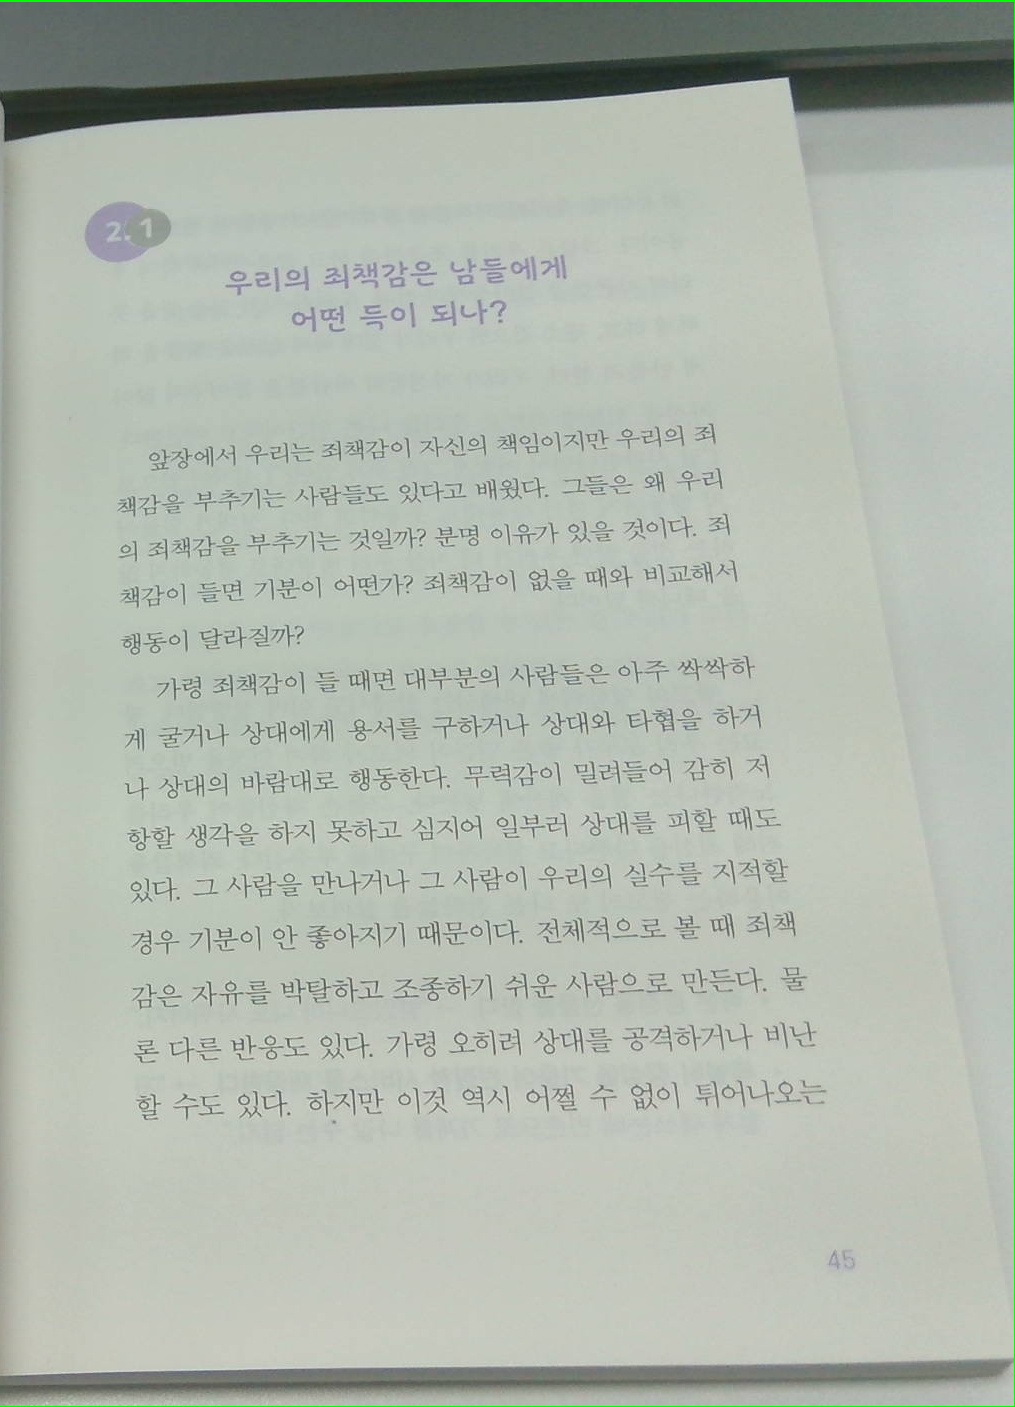 2.1
우리의 죄책감은 남들에게
어떤 득이 되나?
앞장에서 우리는 죄책감이 자신의 책임이지만 우리의 죄
책감을 부추기는 사람들도 있다고 배웠다. 그들은 왜 우리
의 죄책감을 부추기는 것일까? 분명 이유가 있을 것이다. 죄
책감이 들면 기분이 어떤가? 죄책감이 없을 때와 비교해서
행동이 달라질까?
가령 죄책감이 들 때면 대부분의 사람들은 아주 싹싹하
게 굴거나 상대에게 용서를 구하거나 상대와 타협을 하거
나 상대의 바람대로 행동한다. 무력감이 밀려들어 감히 저
항할 생각을 하지 못하고 심지어 일부러 상대를 피할 때도
있다. 그 사람을 만나거나 그 사람이 우리의 실수를 지적할
경우 기분이 안 좋아지기 때문이다. 전체적으로 볼 때 죄책
감은 자유를 박탈하고 조종하기 쉬운 사람으로 만든다. 물
론 다른 반응도 있다. 가령 오히려 상대를 공격하거나 비난
할 수도 있다. 하지만 이것 역시 어쩔 수 없이 튀어나오는
45